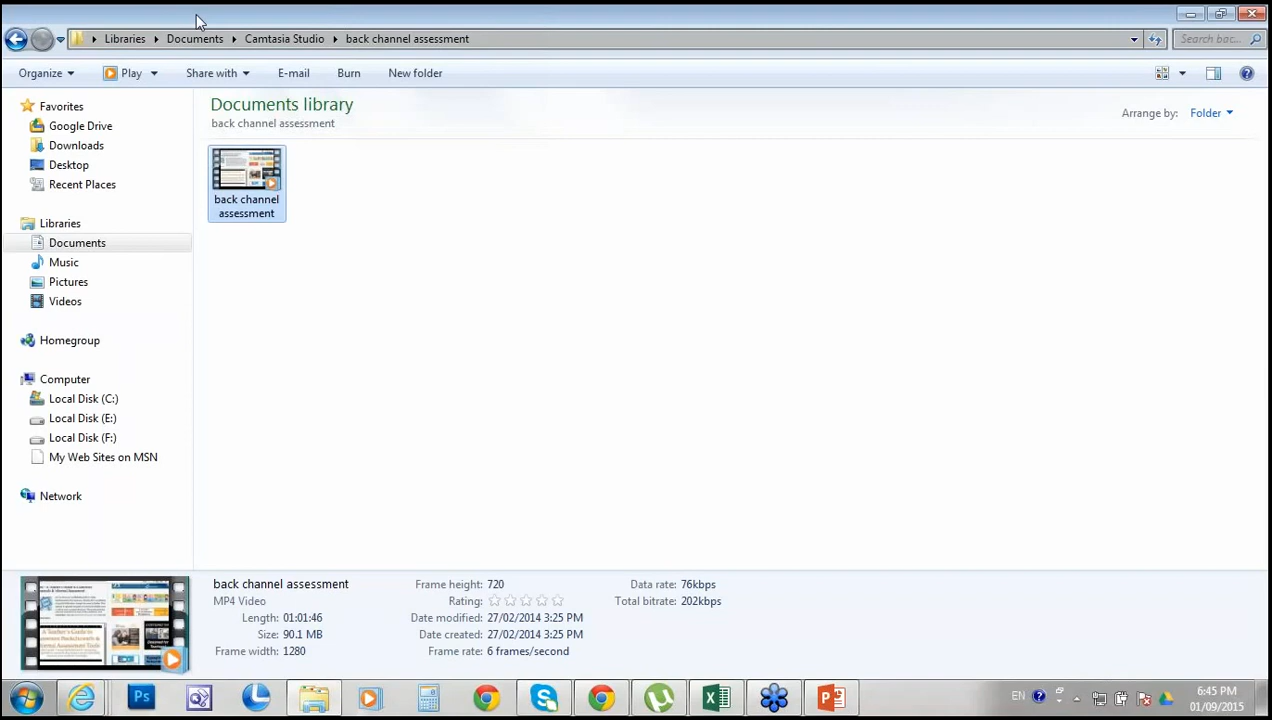 Libraries Documents Camtasia Studio back channel assessment
Search bac...
Organize Play Share with E-mail Burn New folder
Favorites
Google Drive
Downloads
Desktop
Recent Places
Libraries
Documents
Music
Pictures
Videos
Homegroup
Computer
Local Disk (C:)
Local Disk (E:)
Local Disk (F:)
My Web Sites on MSN
Network
Documents library
back channel assessment
Arrange by: Folder
back channel
assessment
back channel assessment
MP4 Video
Length: 01:01:46
Size: 90.1 MB
Frame width: 1280
Frame height: 720
Rating:
Date modified: 27/02/2014 3:25 PM
Date created: 27/02/2014 3:25 PM
Frame rate: 6 frames/second
Data rate: 76kbps
Total bitrate: 202kbps
A Teacher's Guide to
Ps
EN
6:45 PM
01/09/2015